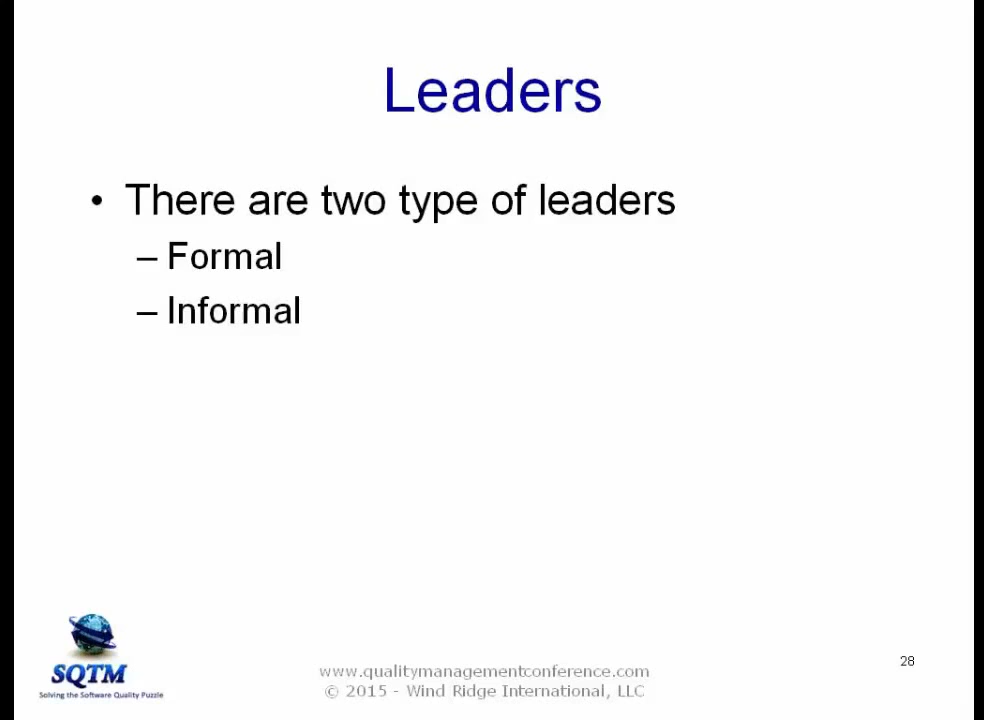 Leaders
• There are two type of leaders
– Formal
– Informal
SQTM
Solving the Software Quality Puzzle
www.qualitymanagementconference.com
© 2015 - Wind Ridge International, LLC
28